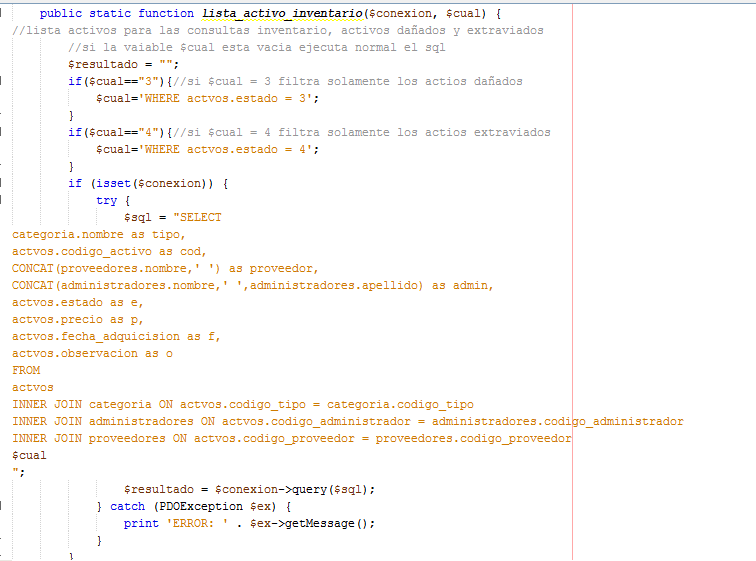 public static function lista_activo_inventario($conexion, $cual) {
//lista activos para las consultas inventario, activos dañados y extraviados
//si la vaiable $cual esta vacia ejecuta normal el sql
$resultado = "";
if($cual=="3"){//si $cual = 3 filtra solamente los actios dañados
$cual='WHERE actvos.estado = 3';
}
if($cual=="4"){//si $cual = 4 filtra solamente los actios extraviados
$cual='WHERE actvos.estado = 4';
}
if (isset($conexion)) {
try {
$sql = "SELECT
categoria.nombre as tipo,
actvos.codigo_activo as cod,
CONCAT(proveedores.nombre,' ') as proveedor,
CONCAT(administradores.nombre,' ',administradores.apellido) as admin,
actvos.estado as e,
actvos.precio as p,
actvos.fecha_adquicision as f,
actvos.observacion as o
FROM
actvos
INNER JOIN categoria ON actvos.codigo_tipo = categoria.codigo_tipo
INNER JOIN administradores ON actvos.codigo_administrador = administradores.codigo_administrador
INNER JOIN proveedores ON actvos.codigo_proveedor = proveedores.codigo_proveedor
$cual
";
$resultado = $conexion->query($sql);
} catch (PDOException $ex) {
print 'ERROR: ' . $ex->getMessage();
}
}